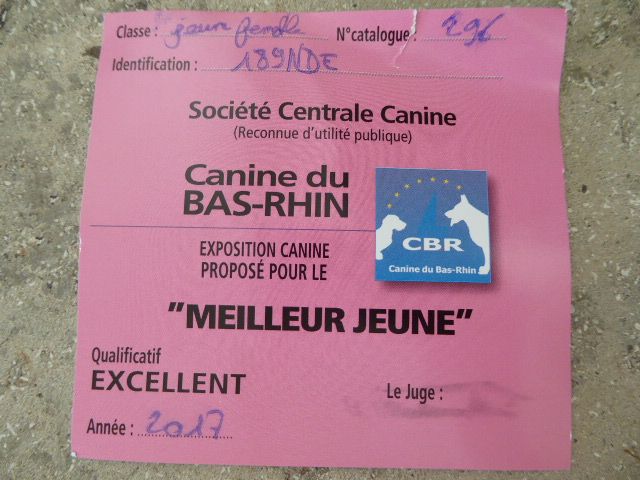 Classe : jeune femelle N°catalogue : 296
Identification : 189NDE
Société Centrale Canine
(Reconnue d'utilité publique)
Canine du
BAS-RHIN
CBR
Canine du Bas-Rhin
EXPOSITION CANINE
PROPOSÉ POUR LE
"MEILLEUR JEUNE"
Qualificatif
EXCELLENT
Le Juge :
Année : 2017